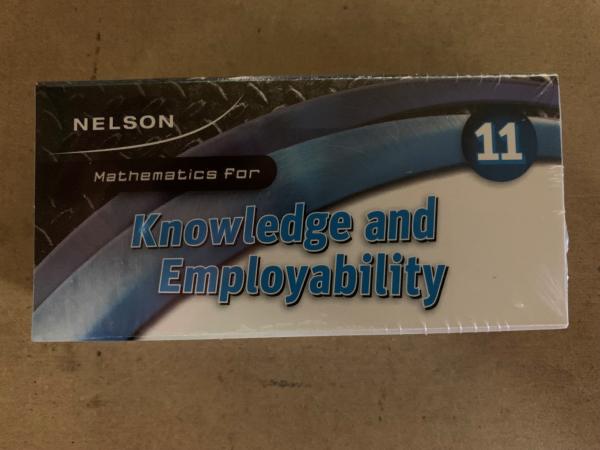 NELSON
11
Mathematics For
Knowledge and
Employability